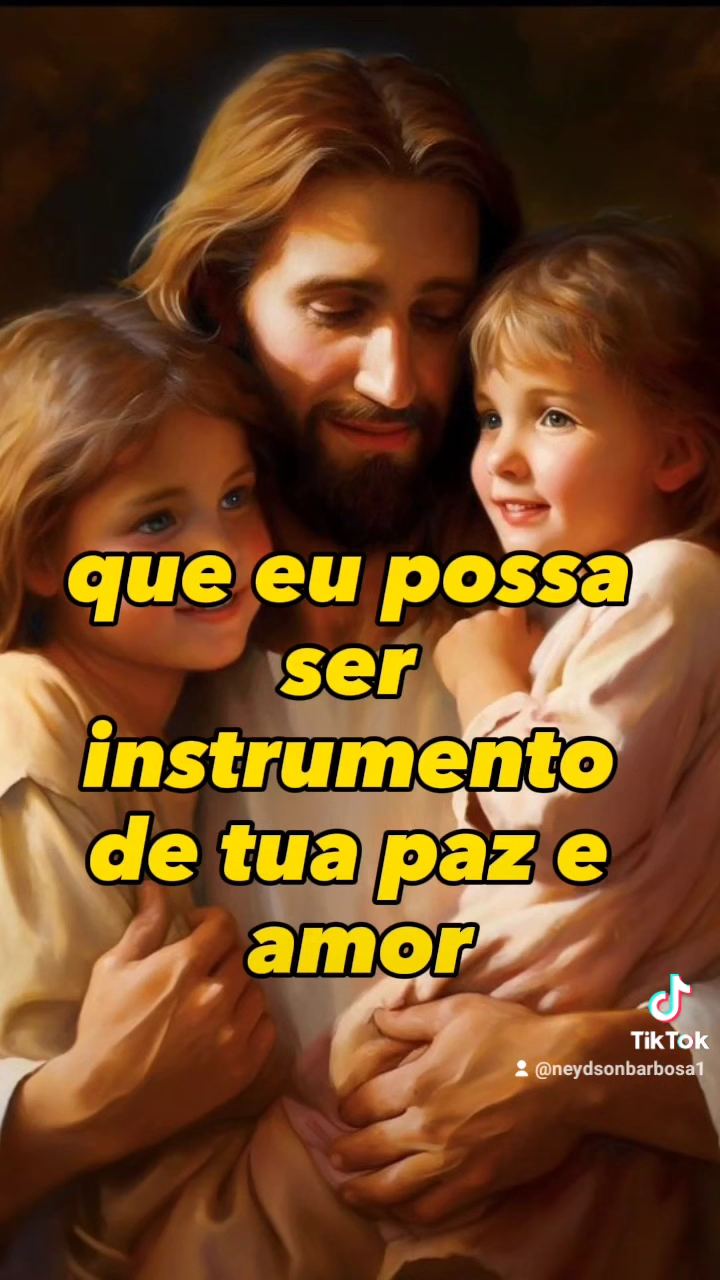 que eu possa
ser
instrumento
de tua paz e
amor
TikTok
@neydsonbarbosa1